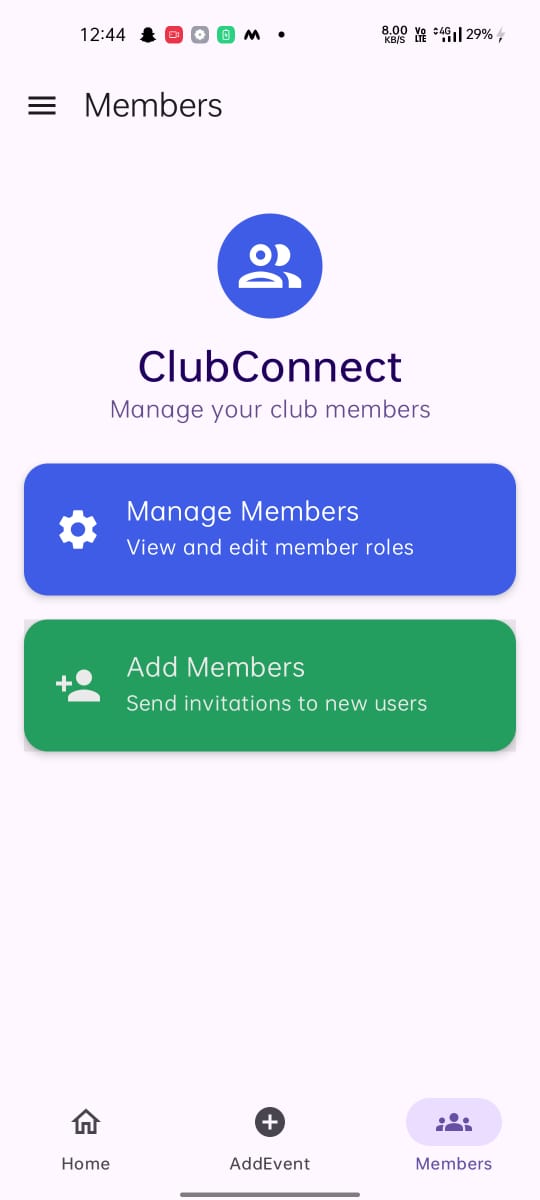 12:44
8.00 KB/S Vo LTE 4G 29%
Members
ClubConnect
Manage your club members
Manage Members
View and edit member roles
Add Members
Send invitations to new users
Home AddEvent Members